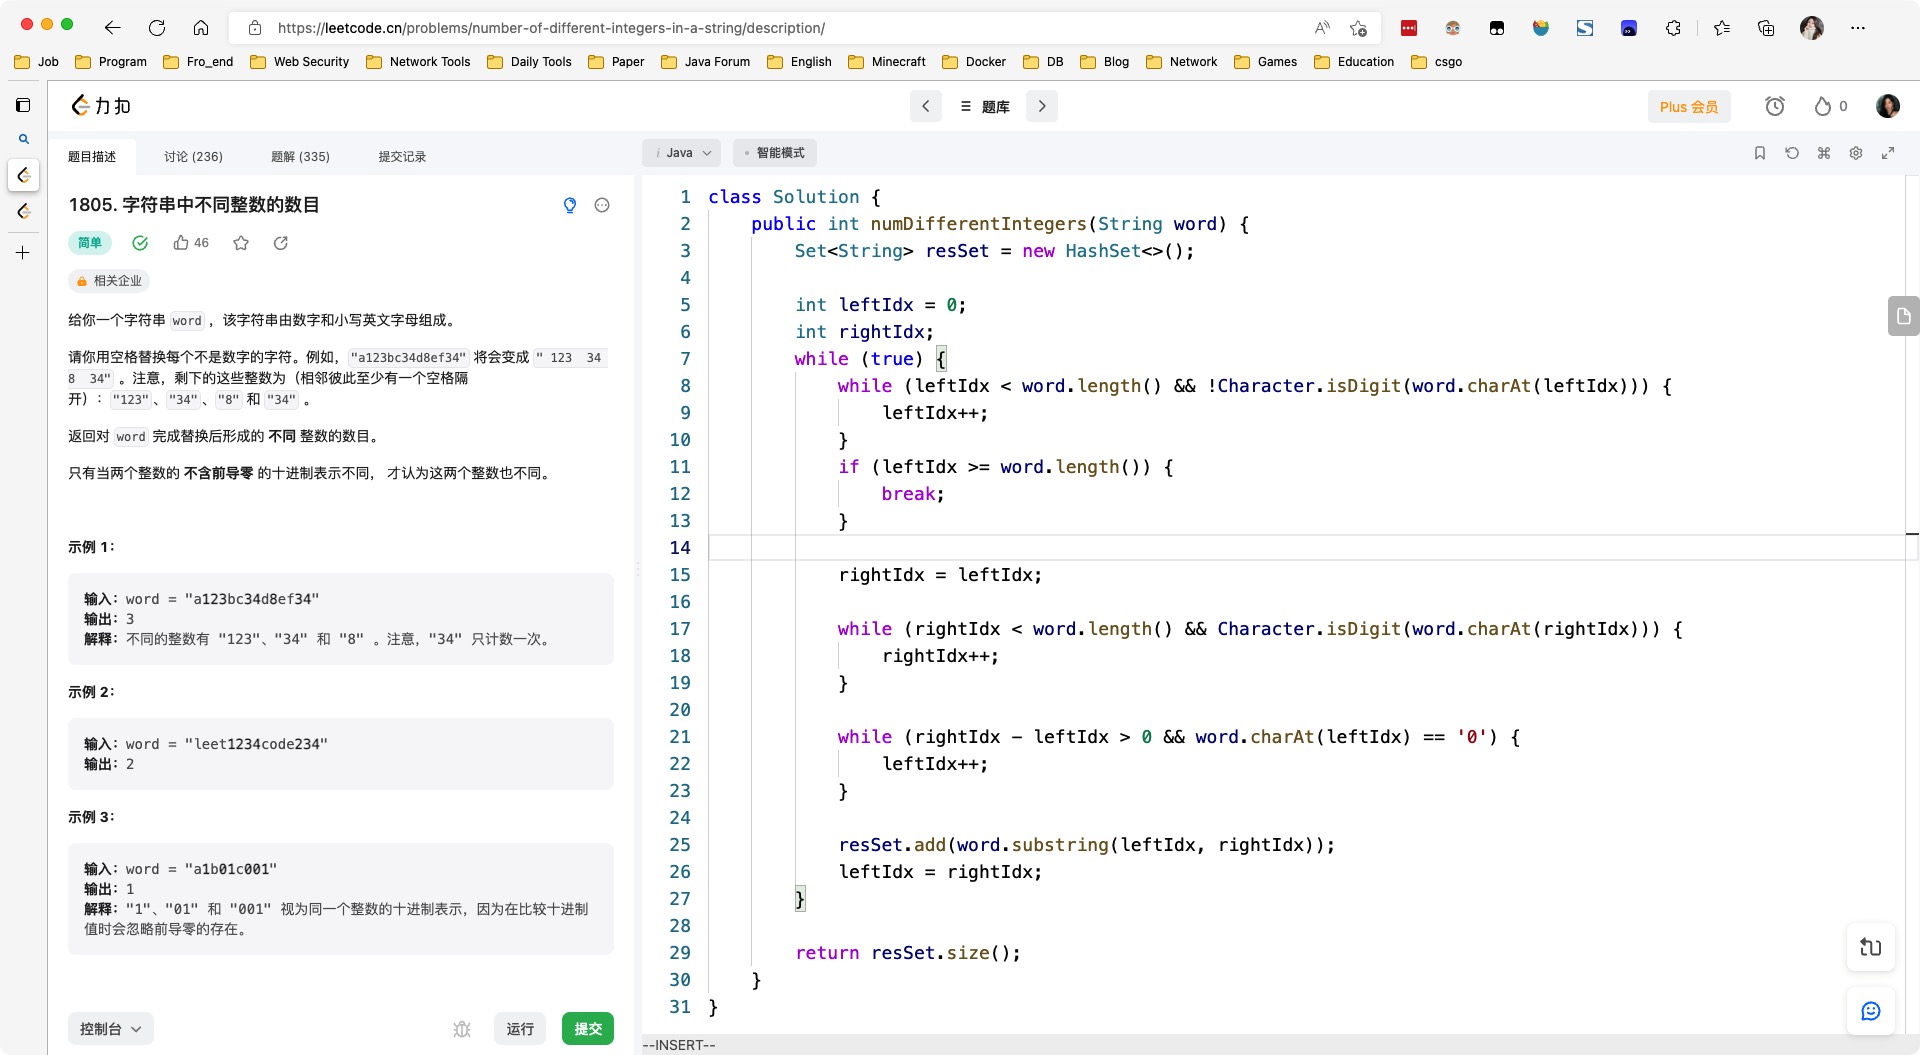 https://leetcode.cn/problems/number-of-different-integers-in-a-string/description/
Job Program Fro_end Web Security Network Tools Daily Tools Paper Java Forum English Minecraft Docker DB Blog Network Games Education csgo
力扣 题库 Plus 会员 0
题目描述 讨论 (236) 题解 (335) 提交记录
i Java 智能模式
1805. 字符串中不同整数的数目
简单 46
相关企业
给你一个字符串 word ，该字符串由数字和小写英文字母组成。
请你用空格替换每个不是数字的字符。例如，"a123bc34d8ef34" 将会变成 " 123  34
8  34" 。注意，剩下的这些整数为（相邻彼此至少有一个空格隔
开）："123"、"34"、"8" 和 "34" 。
返回对 word 完成替换后形成的 不同 整数的数目。
只有当两个整数的 不含前导零 的十进制表示不同， 才认为这两个整数也不同。
示例 1：
输入：word = "a123bc34d8ef34"
输出：3
解释：不同的整数有 "123"、"34" 和 "8" 。注意，"34" 只计数一次。
示例 2：
输入：word = "leet1234code234"
输出：2
示例 3：
输入：word = "a1b01c001"
输出：1
解释："1"、"01" 和 "001" 视为同一个整数的十进制表示，因为在比较十进制
值时会忽略前导零的存在。
控制台 运行 提交
1 class Solution {
2     public int numDifferentIntegers(String word) {
3         Set<String> resSet = new HashSet<>();
4
5         int leftIdx = 0;
6         int rightIdx;
7         while (true) {
8             while (leftIdx < word.length() && !Character.isDigit(word.charAt(leftIdx))) {
9                 leftIdx++;
10             }
11             if (leftIdx >= word.length()) {
12                 break;
13             }
14
15             rightIdx = leftIdx;
16
17             while (rightIdx < word.length() && Character.isDigit(word.charAt(rightIdx))) {
18                 rightIdx++;
19             }
20
21             while (rightIdx - leftIdx > 0 && word.charAt(leftIdx) == '0') {
22                 leftIdx++;
23             }
24
25             resSet.add(word.substring(leftIdx, rightIdx));
26             leftIdx = rightIdx;
27         }
28
29         return resSet.size();
30     }
31 }
--INSERT--